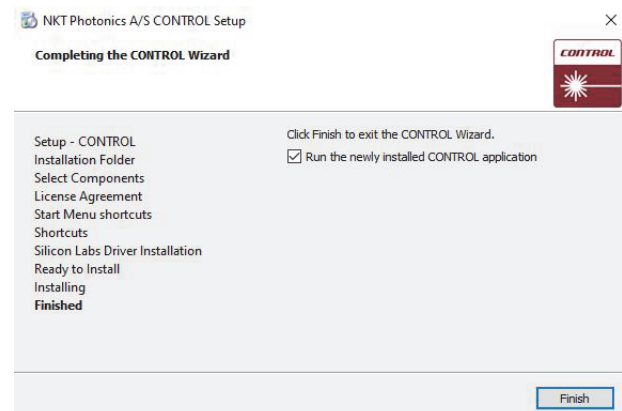 NKT Photonics A/S CONTROL Setup
Completing the CONTROL Wizard
CONTROL
Setup - CONTROL
Installation Folder
Select Components
License Agreement
Start Menu shortcuts
Shortcuts
Silicon Labs Driver Installation
Ready to Install
Installing
Finished
Click Finish to exit the CONTROL Wizard.
Run the newly installed CONTROL application
Finish